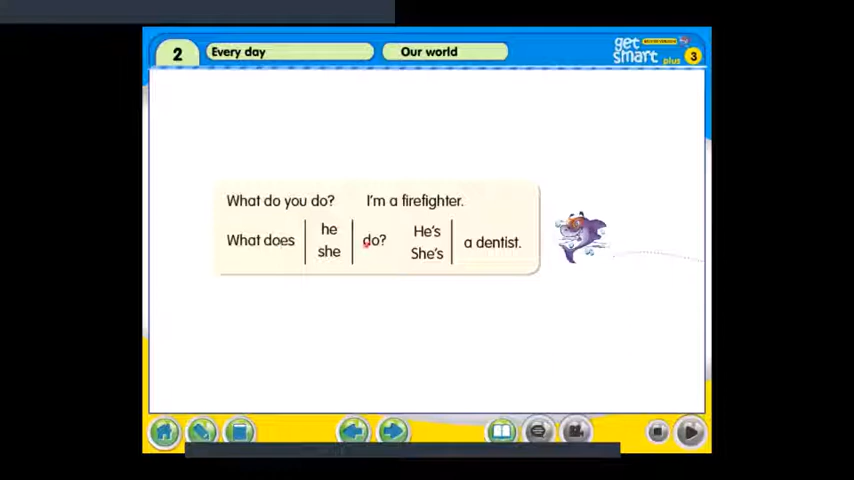 2 Every day Our world
get
smart
plus 3
What do you do? I'm a firefighter.
he He's
What does do? a dentist.
she She's